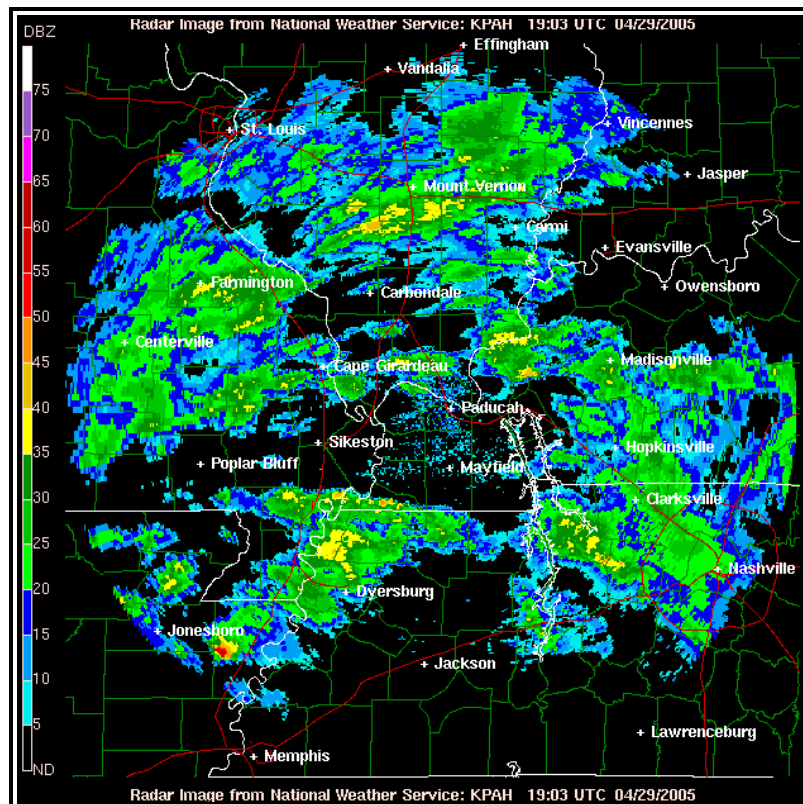 Radar Image from National Weather Service: KPAH 19:03 UTC 04/29/2005
DBZ
75
70
65
60
55
50
45
40
35
30
25
20
15
10
5
ND
Effingham
Vandalia
St. Louis
Vincennes
Jasper
Mount Vernon
Carmi
Evansville
Farmington
Carbondale
Owensboro
Centerville
Cape Girardeau
Madisonville
Paducah
Sikeston
Hopkinsville
Poplar Bluff
Mayfield
Clarksville
Nashville
Dyersburg
Jonesboro
Jackson
Lawrenceburg
Memphis
Radar Image from National Weather Service: KPAH 19:03 UTC 04/29/2005